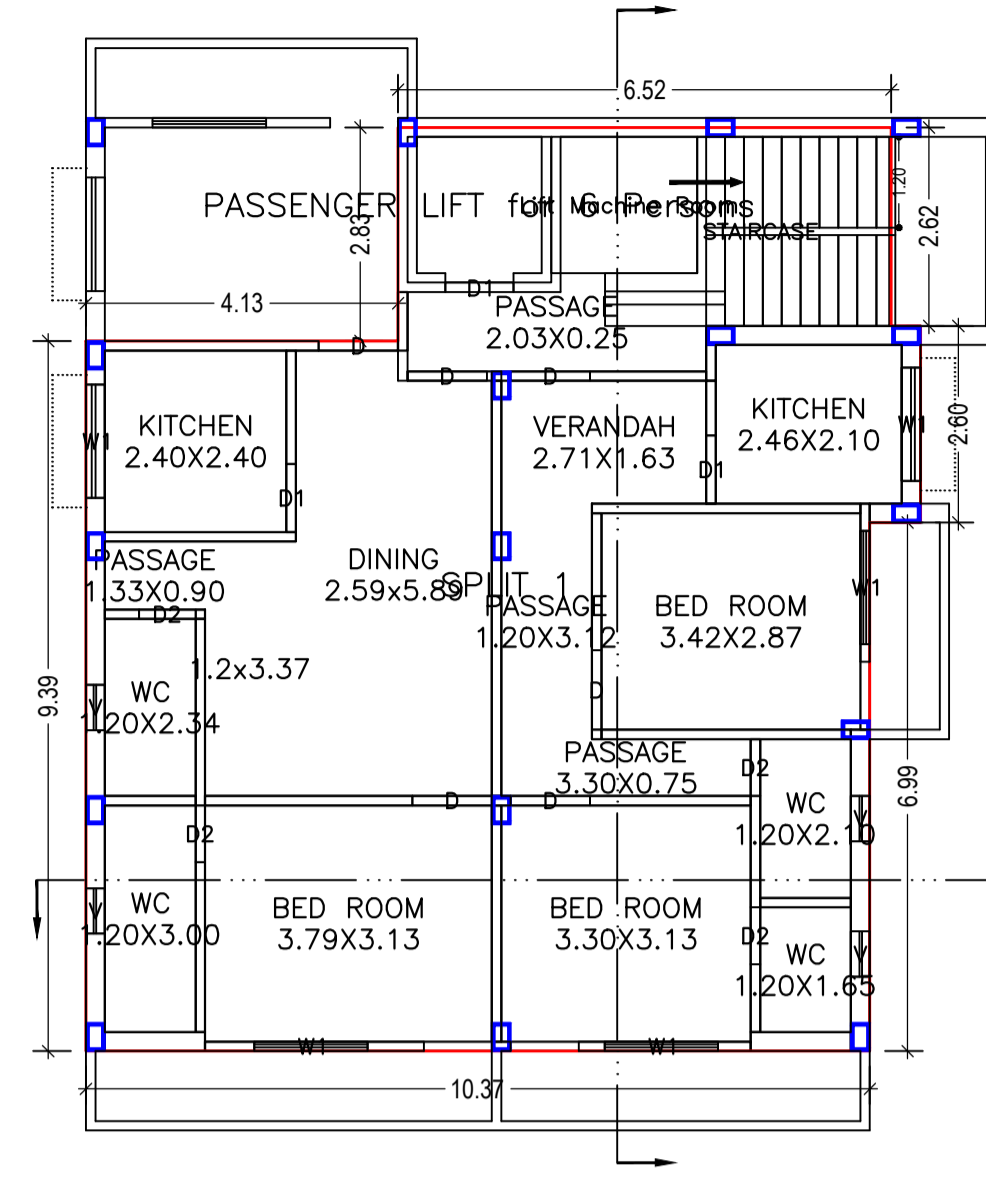 6.52
PASSENGER LIFT for 6 Persons
Lift Machine Room
STAIRCASE
1.20
2.62
2.83
4.13
D1
PASSAGE
2.03X0.25
D
D
D
KITCHEN
2.40X2.40
W1
D1
VERANDAH
2.71X1.63
D1
KITCHEN
2.46X2.10
W1
2.60
PASSAGE
1.33X0.90
D2
DINING
2.59x5.89
SPLIT 1
PASSAGE
1.20X3.12
BED ROOM
3.42X2.87
W1
D
1.2x3.37
9.39
WC
1.20X2.34
V
PASSAGE
3.30X0.75
D2
6.99
D
D
WC
1.20X2.10
V
D2
WC
1.20X3.00
V
BED ROOM
3.79X3.13
BED ROOM
3.30X3.13
D2
WC
1.20X1.65
V
W1
W1
10.37